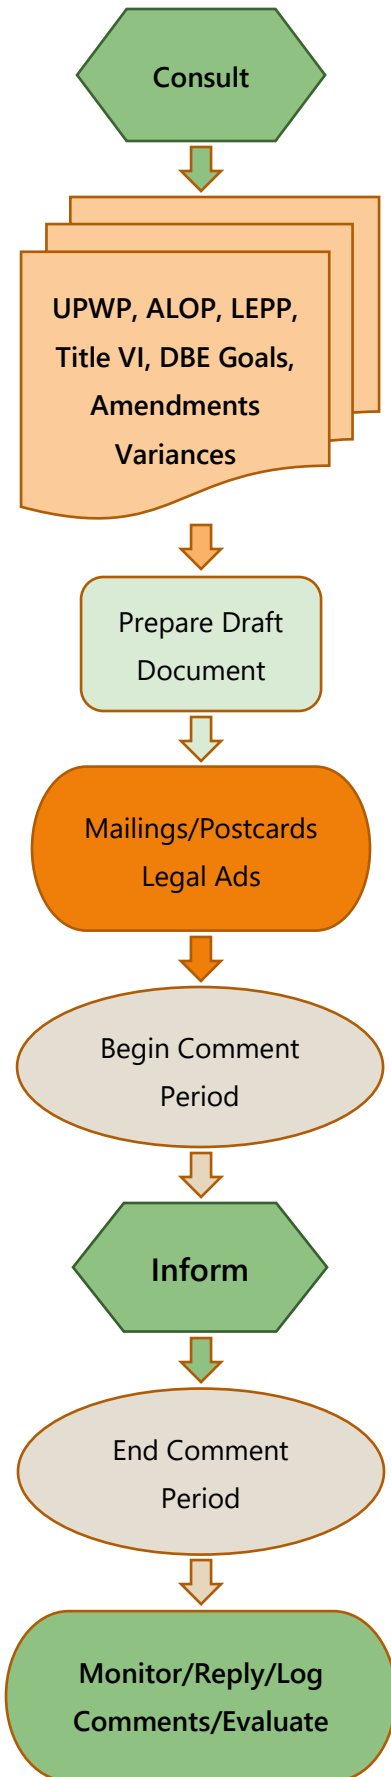 Consult
UPWP, ALOP, LEPP,
Title VI, DBE Goals,
Amendments
Variances
Prepare Draft
Document
Mailings/Postcards
Legal Ads
Begin Comment
Period
Inform
End Comment
Period
Monitor/Reply/Log
Comments/Evaluate